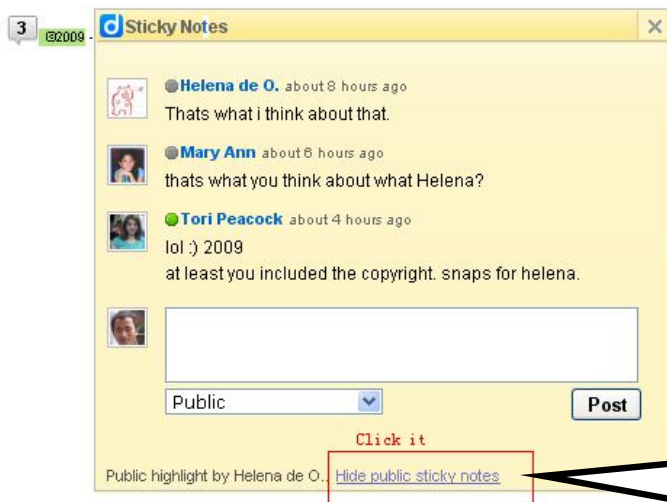 3
©2009 -
Sticky Notes
Helena de O. about 8 hours ago
Thats what i think about that.
Mary Ann about 6 hours ago
thats what you think about what Helena?
Tori Peacock about 4 hours ago
lol :) 2009
at least you included the copyright. snaps for helena.
Public
Post
Click it
Public highlight by Helena de O.. Hide public sticky notes